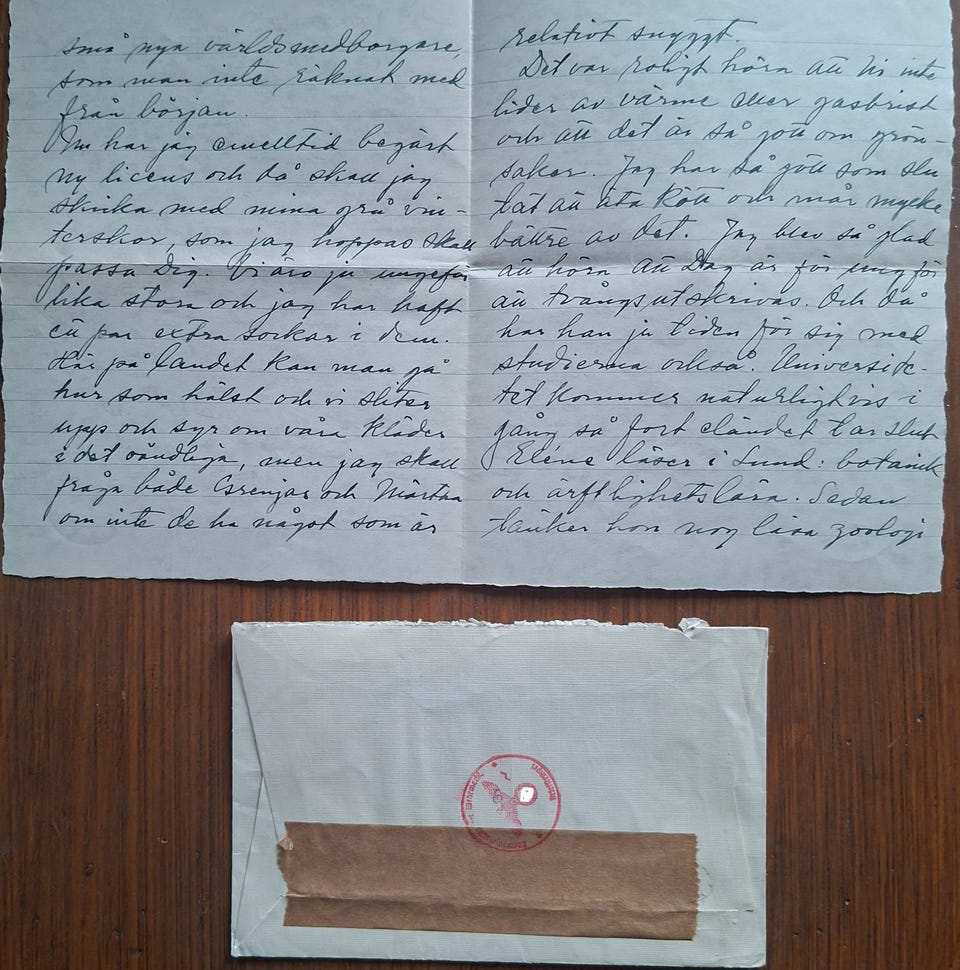 små nya världsmedborgare,
som man inte räknat med
från början.
Nu har jag emellertid begärt
ny licens och då skall jag
skicka med mina grå vin-
terskor, som jag hoppas skall
passa Dig. Vi äro ju ungefär
lika stora och jag har haft
ett par extra sockar i dem.
Här på landet kan man gå
hur som hälst och vi sliter
upp och syr om våra kläder
i det oändliga, men jag skall
fråga både och Märtha
om inte de ha något som är
relativt snyggt.
Det var roligt höra att Ni inte
lider av värme eller gasbrist
och att det är så gott om grön-
saker. Jag har så gott som slu
tat att äta kött och mår mycke
bättre av det. Jag blev så glad
att höra att Dag är för ung för
att tvångsutskrivas. Och då
har han ju tiden för sig med
studierna också. Universite-
tet kommer naturligtvis i
gång så fort eländet tar slut
läser i Lund: botanik
och ärftlighetslära. Sedan
tänker hon nog läsa zoologi
Wehrmacht